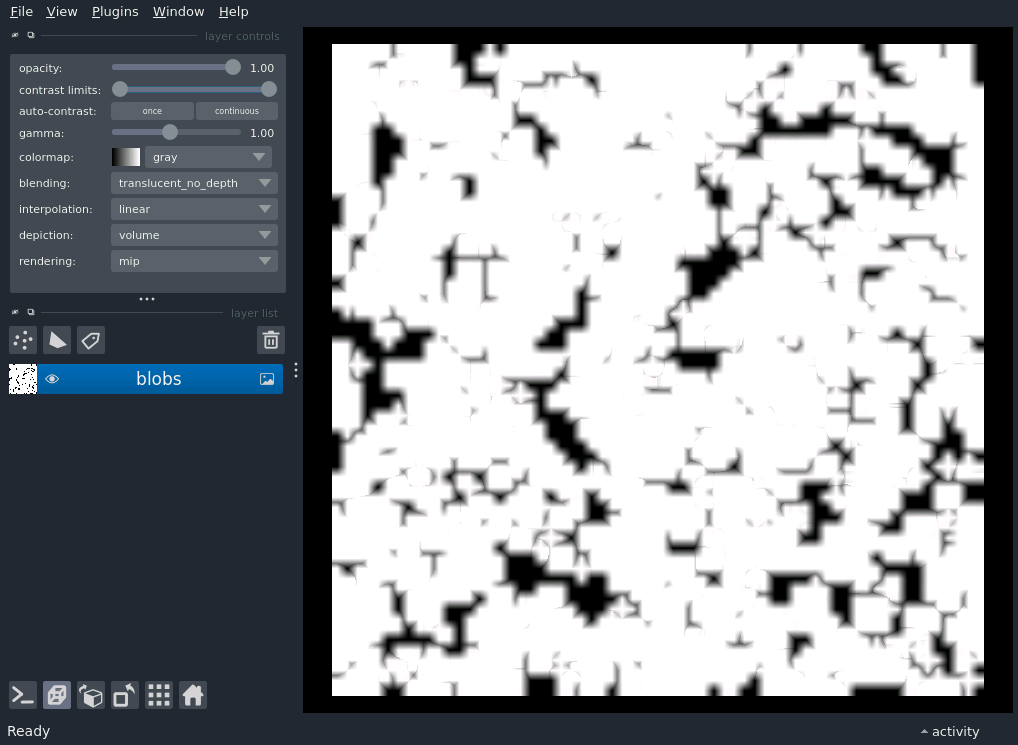 File View Plugins Window Help
layer controls
opacity: 1.00
contrast limits:
auto-contrast: once continuous
gamma: 1.00
colormap: gray
blending: translucent_no_depth
interpolation: linear
depiction: volume
rendering: mip
layer list
blobs
Ready
activity